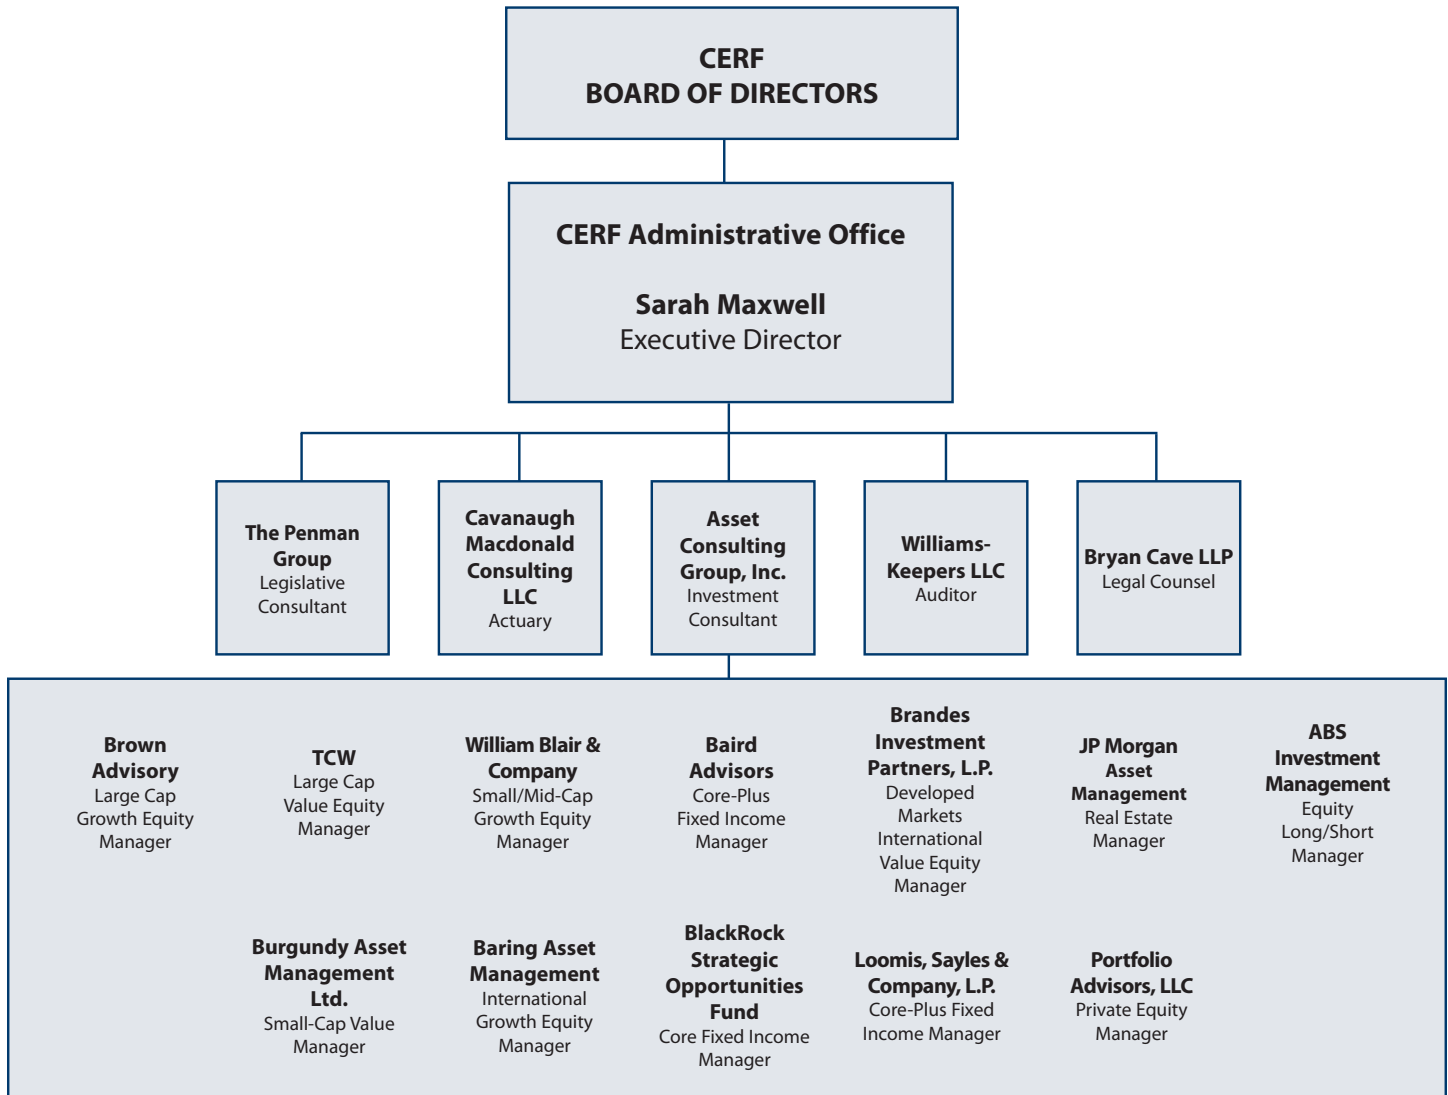 CERF
BOARD OF DIRECTORS
CERF Administrative Office
Sarah Maxwell
Executive Director
The Penman
Group
Legislative
Consultant
Cavanaugh
Macdonald
Consulting
LLC
Actuary
Asset
Consulting
Group, Inc.
Investment
Consultant
Williams-
Keepers LLC
Auditor
Bryan Cave LLP
Legal Counsel
Brown
Advisory
Large Cap
Growth Equity
Manager
TCW
Large Cap
Value Equity
Manager
William Blair &
Company
Small/Mid-Cap
Growth Equity
Manager
Baird
Advisors
Core-Plus
Fixed Income
Manager
Brandes
Investment
Partners, L.P.
Developed
Markets
International
Value Equity
Manager
JP Morgan
Asset
Management
Real Estate
Manager
ABS
Investment
Management
Equity
Long/Short
Manager
Burgundy Asset
Management
Ltd.
Small-Cap Value
Manager
Baring Asset
Management
International
Growth Equity
Manager
BlackRock
Strategic
Opportunities
Fund
Core Fixed Income
Manager
Loomis, Sayles &
Company, L.P.
Core-Plus Fixed
Income Manager
Portfolio
Advisors, LLC
Private Equity
Manager